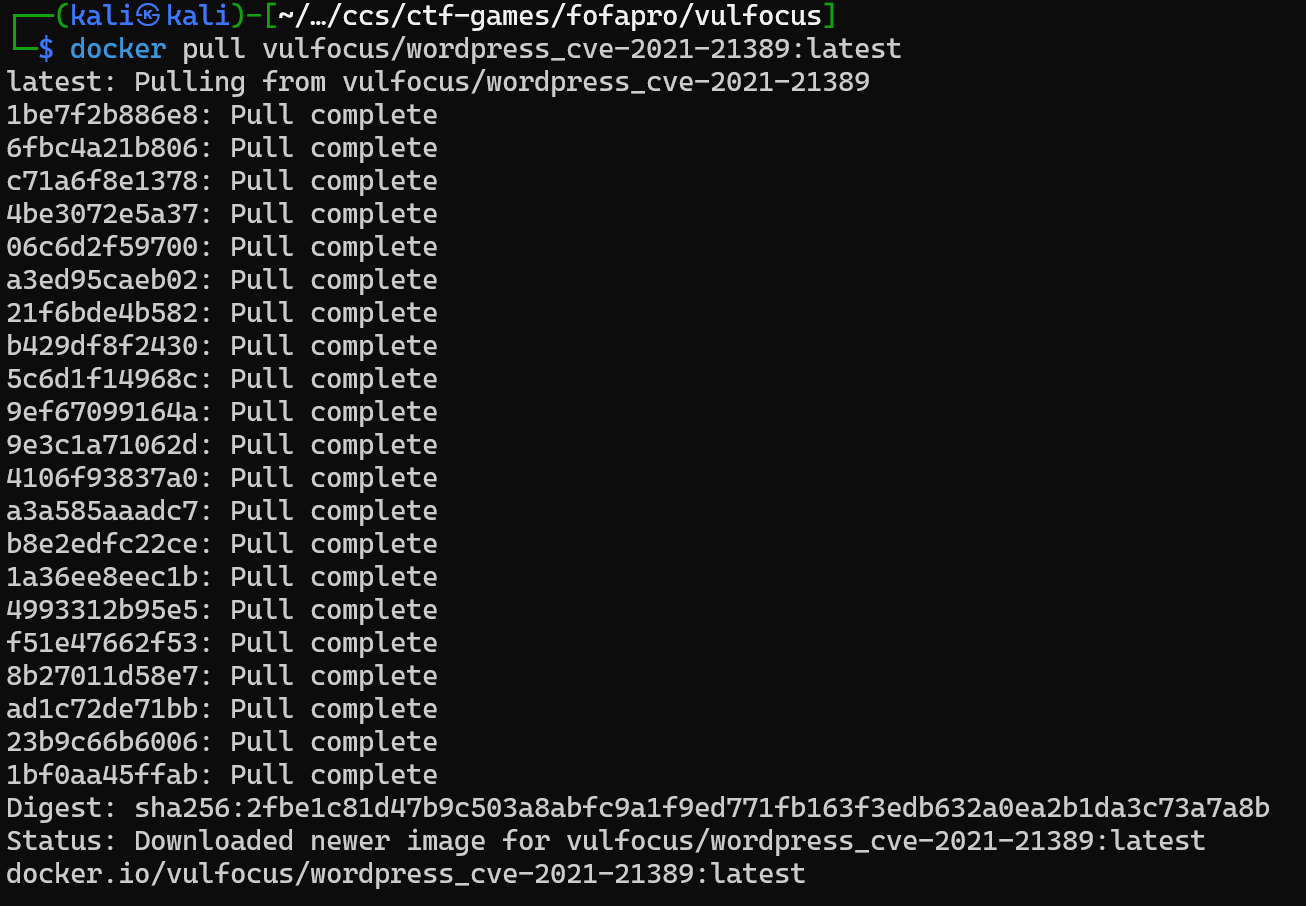 ┌──(kali㉿kali)-[~/…/ccs/ctf-games/fofapro/vulfocus]
└─$ docker pull vulfocus/wordpress_cve-2021-21389:latest
latest: Pulling from vulfocus/wordpress_cve-2021-21389
1be7f2b886e8: Pull complete
6fbc4a21b806: Pull complete
c71a6f8e1378: Pull complete
4be3072e5a37: Pull complete
06c6d2f59700: Pull complete
a3ed95caeb02: Pull complete
21f6bde4b582: Pull complete
b429df8f2430: Pull complete
5c6d1f14968c: Pull complete
9ef67099164a: Pull complete
9e3c1a71062d: Pull complete
4106f93837a0: Pull complete
a3a585aaadc7: Pull complete
b8e2edfc22ce: Pull complete
1a36ee8eec1b: Pull complete
4993312b95e5: Pull complete
f51e47662f53: Pull complete
8b27011d58e7: Pull complete
ad1c72de71bb: Pull complete
23b9c66b6006: Pull complete
1bf0aa45ffab: Pull complete
Digest: sha256:2fbe1c81d47b9c503a8abfc9a1f9ed771fb163f3edb632a0ea2b1da3c73a7a8b
Status: Downloaded newer image for vulfocus/wordpress_cve-2021-21389:latest
docker.io/vulfocus/wordpress_cve-2021-21389:latest